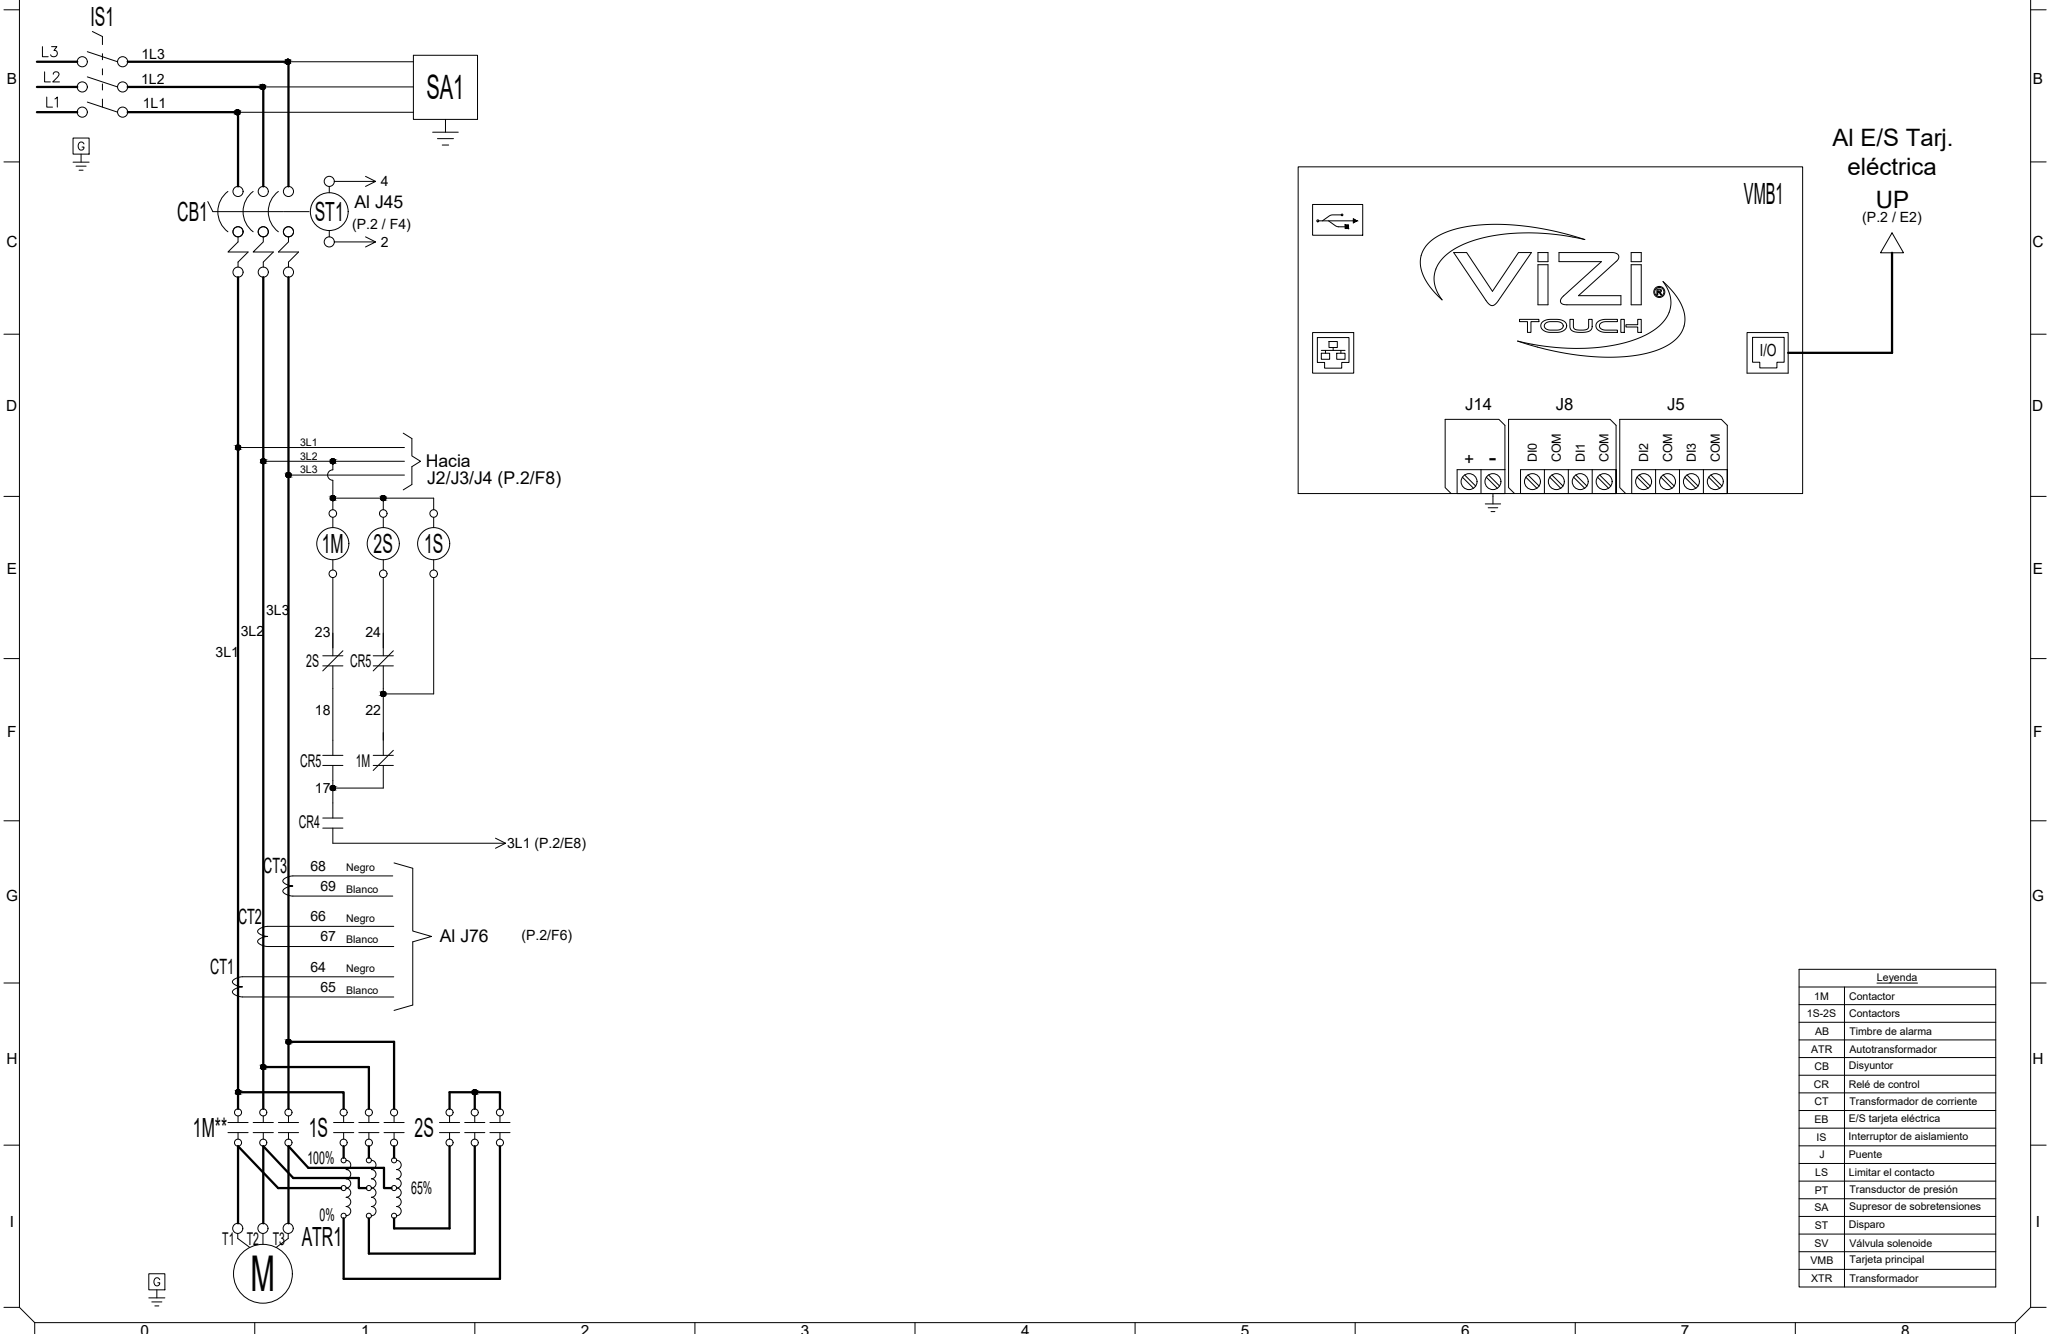 IS1
L3
1L3
L2
1L2
L1
1L1
SA1
B
B
G
Al E/S Tarj.
eléctrica
UP
(P.2 / E2)
4
Al J45
(P.2 / F4)
2
CB1
ST1
VMB1
C
C
ViZi®
TOUCH
I/O
D
D
J14
J8
J5
+ -
DI0 COM DI1 COM
DI2 COM DI3 COM
3L1
3L2
3L3
Hacia
J2/J3/J4 (P.2/F8)
1M
2S
1S
E
E
3L3
3L2
3L1
23
24
2S
CR5
18
22
F
F
CR5
1M
17
CR4
3L1 (P.2/E8)
CT3
68 Negro
69 Blanco
G
G
CT2
66 Negro
67 Blanco
Al J76 (P.2/F6)
CT1
64 Negro
65 Blanco
H
H
1M**
1S
2S
100%
65%
0%
ATR1
I
I
T1
T2
T3
M
G
Leyenda
1M Contactor
1S-2S Contactors
AB Timbre de alarma
ATR Autotransformador
CB Disyuntor
CR Relé de control
CT Transformador de corriente
EB E/S tarjeta eléctrica
IS Interruptor de aislamiento
J Puente
LS Limitar el contacto
PT Transductor de presión
SA Supresor de sobretensiones
ST Disparo
SV Válvula solenoide
VMB Tarjeta principal
XTR Transformador
0 1 2 3 4 5 6 7 8